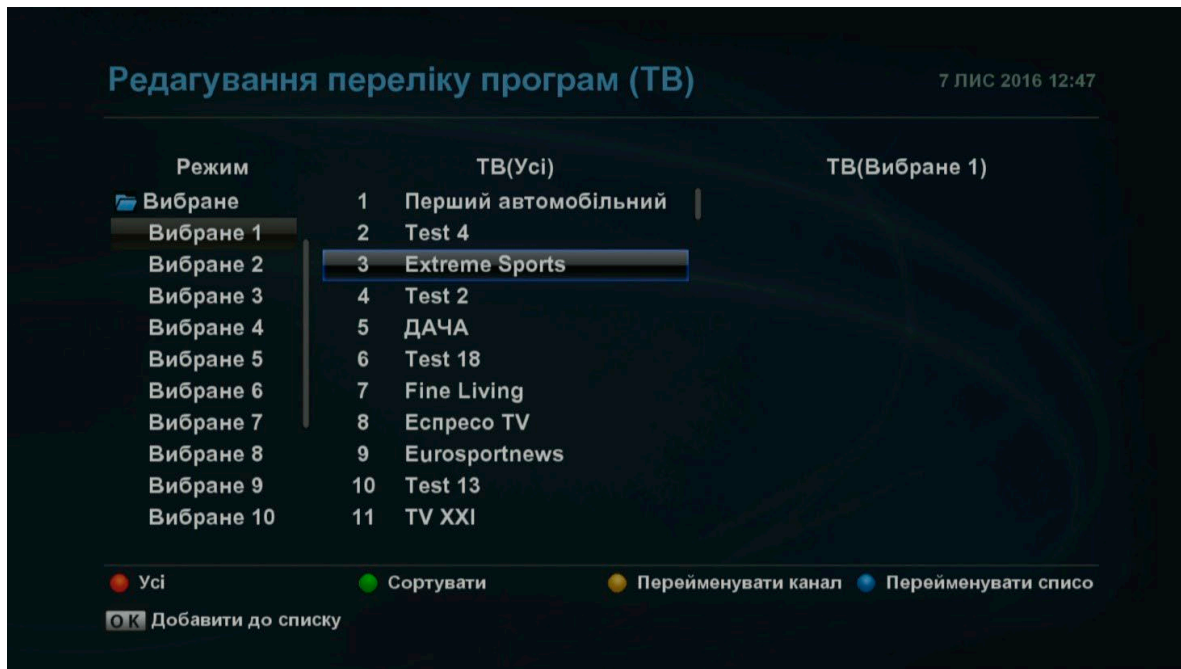 Редагування переліку програм (ТВ) 7 ЛИС 2016 12:47
Режим ТВ(Усі) ТВ(Вибране 1)
Вибране 1 Перший автомобільний
Вибране 1 2 Test 4
Вибране 2 3 Extreme Sports
Вибране 3 4 Test 2
Вибране 4 5 ДАЧА
Вибране 5 6 Test 18
Вибране 6 7 Fine Living
Вибране 7 8 Еспресо TV
Вибране 8 9 Eurosportnews
Вибране 9 10 Test 13
Вибране 10 11 TV XXI
Усі Сортувати Перейменувати канал Перейменувати списо
OK Добавити до списку